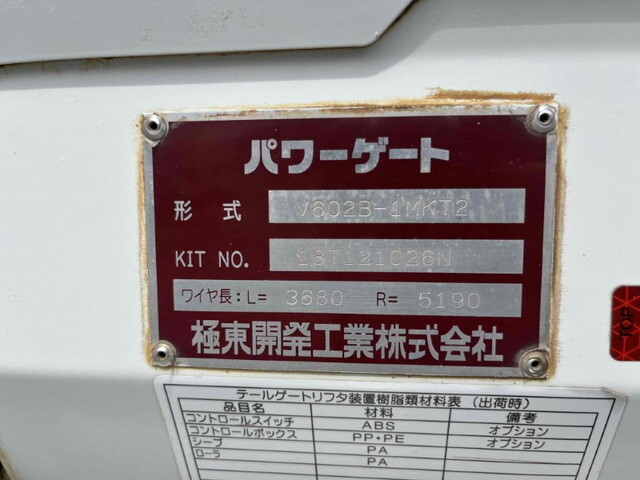 パワーゲート
形 式 V602B-1MKT2
KIT NO. 13T121C26N
ワイヤ長:L= 3680 R= 5190
極東開発工業株式会社
TOP
テールゲートリフタ装置樹脂類材料表 (出荷時)
品目名 材料 備考
コントロールスイッチ ABS オプション
コントロールボックス PP・PE オプション
シーブ PA
ローラ PA